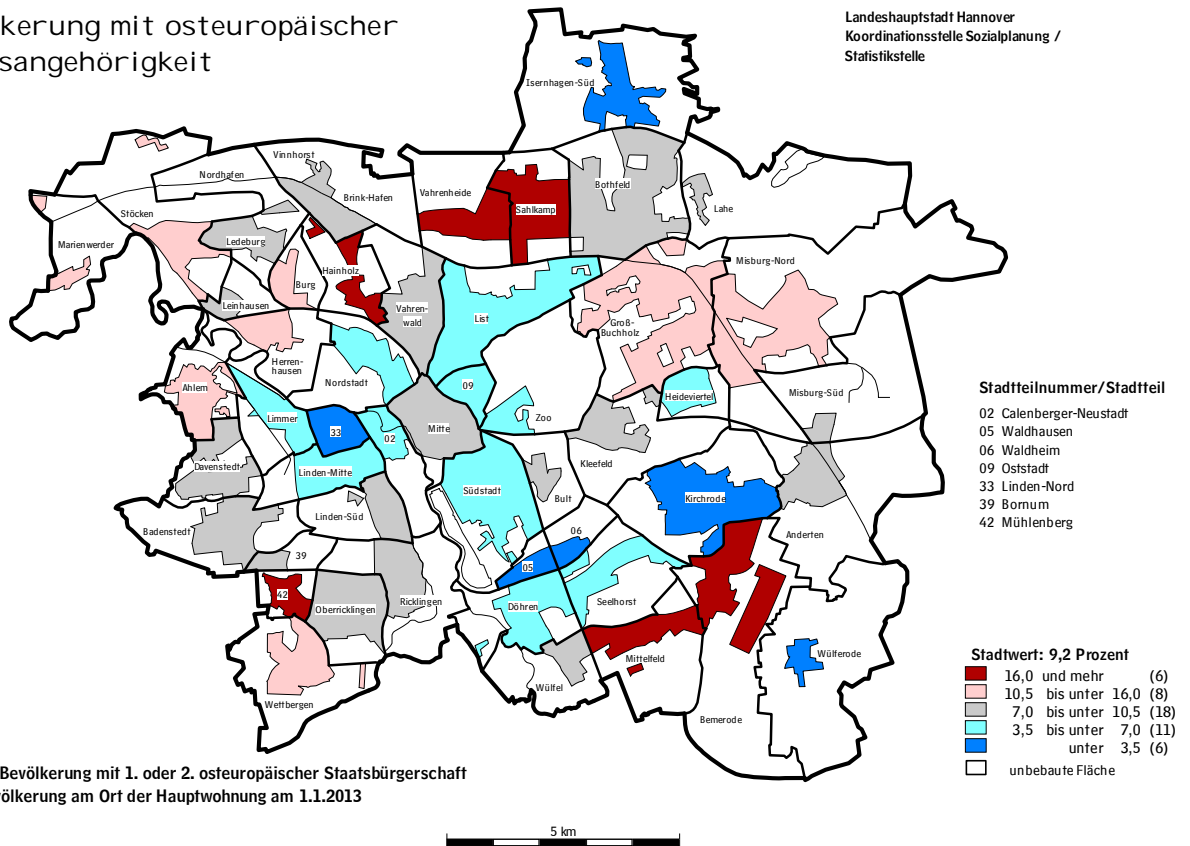 kerung mit osteuropäischer
sangehörigkeit
Landeshauptstadt Hannover
Koordinationsstelle Sozialplanung /
Statistikstelle
Isernhagen-Süd
Vinnhorst
Nordhafen
Brink-Hafen
Vahrenheide
Sahlkamp
Bothfeld
Lahe
Stöcken
Marienwerder
Ledeburg
Hainholz
Burg
Leinhausen
Vahren-
wald
List
Groß-
Buchholz
Misburg-Nord
Misburg-Süd
Herren-
hausen
Nordstadt
Ahlem
Limmer
33
02
09
Mitte
Zoo
Heideviertel
Kleefeld
Davenstedt
Linden-Mitte
Südstadt
Bult
Kirchrode
Anderten
Badenstedt
Linden-Süd
39
06
05
42
Oberricklingen
Ricklingen
Döhren
Seelhorst
Mittelfeld
Wülfel
Wettbergen
Bemerode
Wülferode
Stadtteilnummer/Stadtteil
02 Calenberger-Neustadt
05 Waldhausen
06 Waldheim
09 Oststadt
33 Linden-Nord
39 Bornum
42 Mühlenberg
Stadtwert: 9,2 Prozent
16,0 und mehr (6)
10,5 bis unter 16,0 (8)
7,0 bis unter 10,5 (18)
3,5 bis unter 7,0 (11)
unter 3,5 (6)
unbebaute Fläche
Bevölkerung mit 1. oder 2. osteuropäischer Staatsbürgerschaft
völkerung am Ort der Hauptwohnung am 1.1.2013
5 km